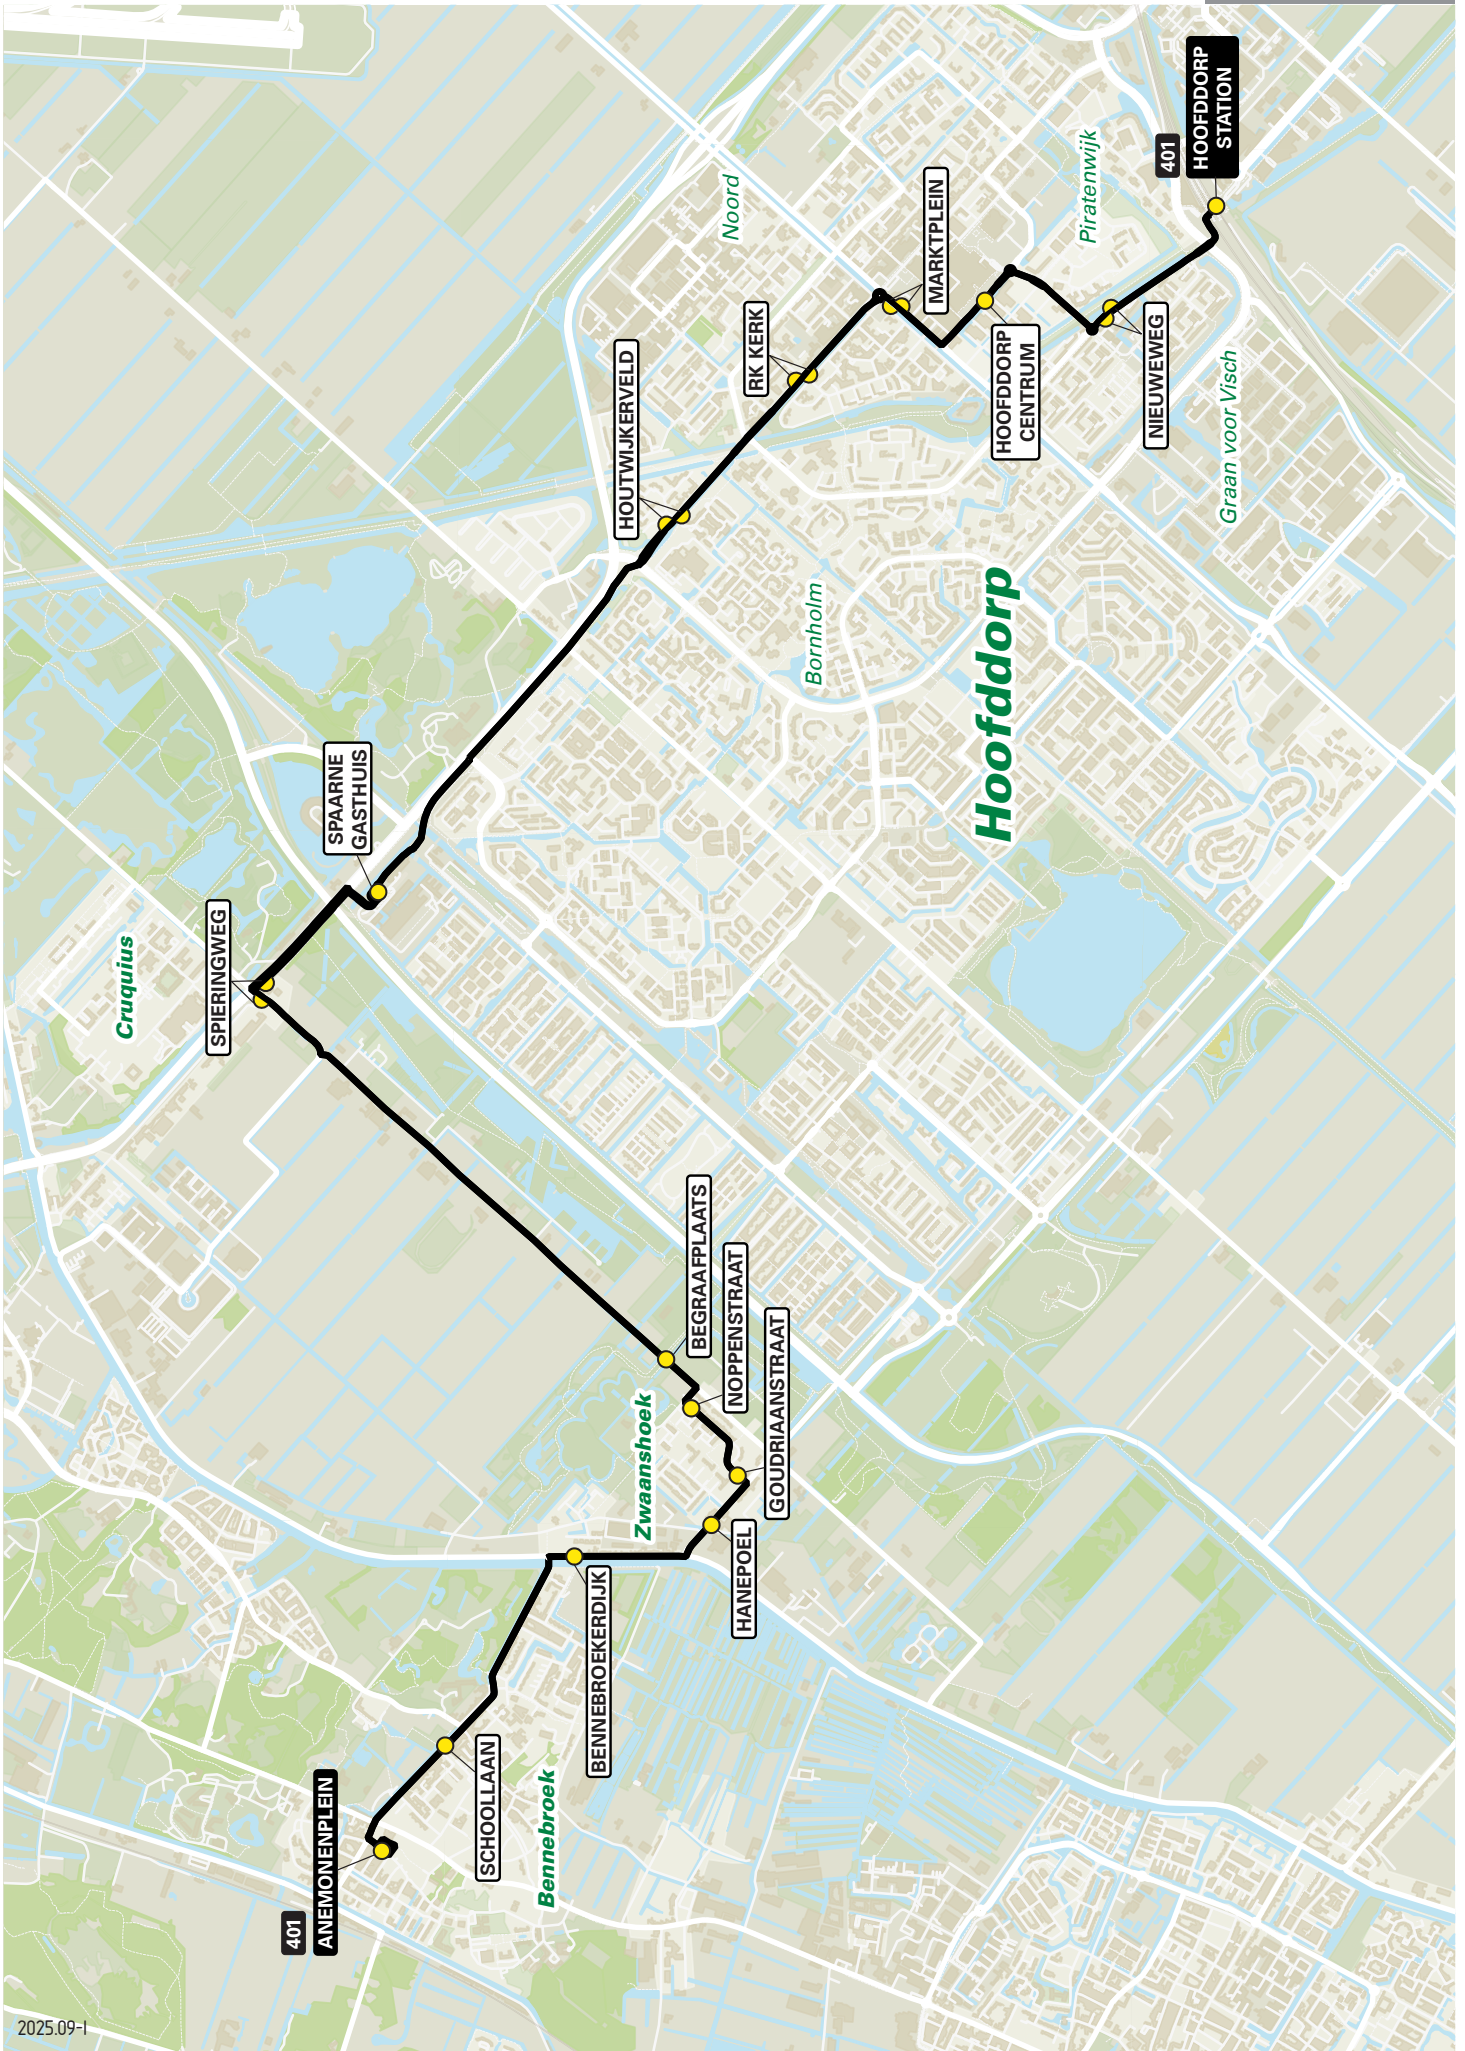 401
HOOFDDORP
STATION
Piratenwijk
Noord
MARKTPLEIN
NIEUWEWEG
HOOFDDORP
CENTRUM
RK KERK
Graan voor Visch
HOUTWIJKERVELD
Bornholm
Hoofddorp
SPAARNE
GASTHUIS
SPIERINGWEG
Cruquius
BEGRAAFPLAATS
NOPPENSTRAAT
GOUDRIAANSTRAAT
Zwaanshoek
HANEPOEL
BENNEBROEKERDIJK
SCHOOLLAAN
Bennebroek
401
ANEMONENPLEIN
2025.09-I